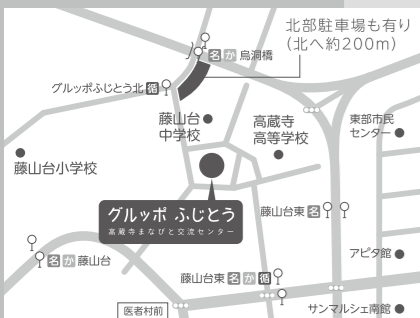 北部駐車場も有り
(北へ約200m)
名 か 烏洞橋
グルッポふじとう北 循
藤山台
中学校
高蔵寺
高等学校
東部市民
センター
藤山台小学校
グルッポ ふじとう
高蔵寺まなびと交流センター
藤山台東 名
名 か 藤山台
アピタ館
藤山台東 名 か 循
医者村前
サンマルシェ南館